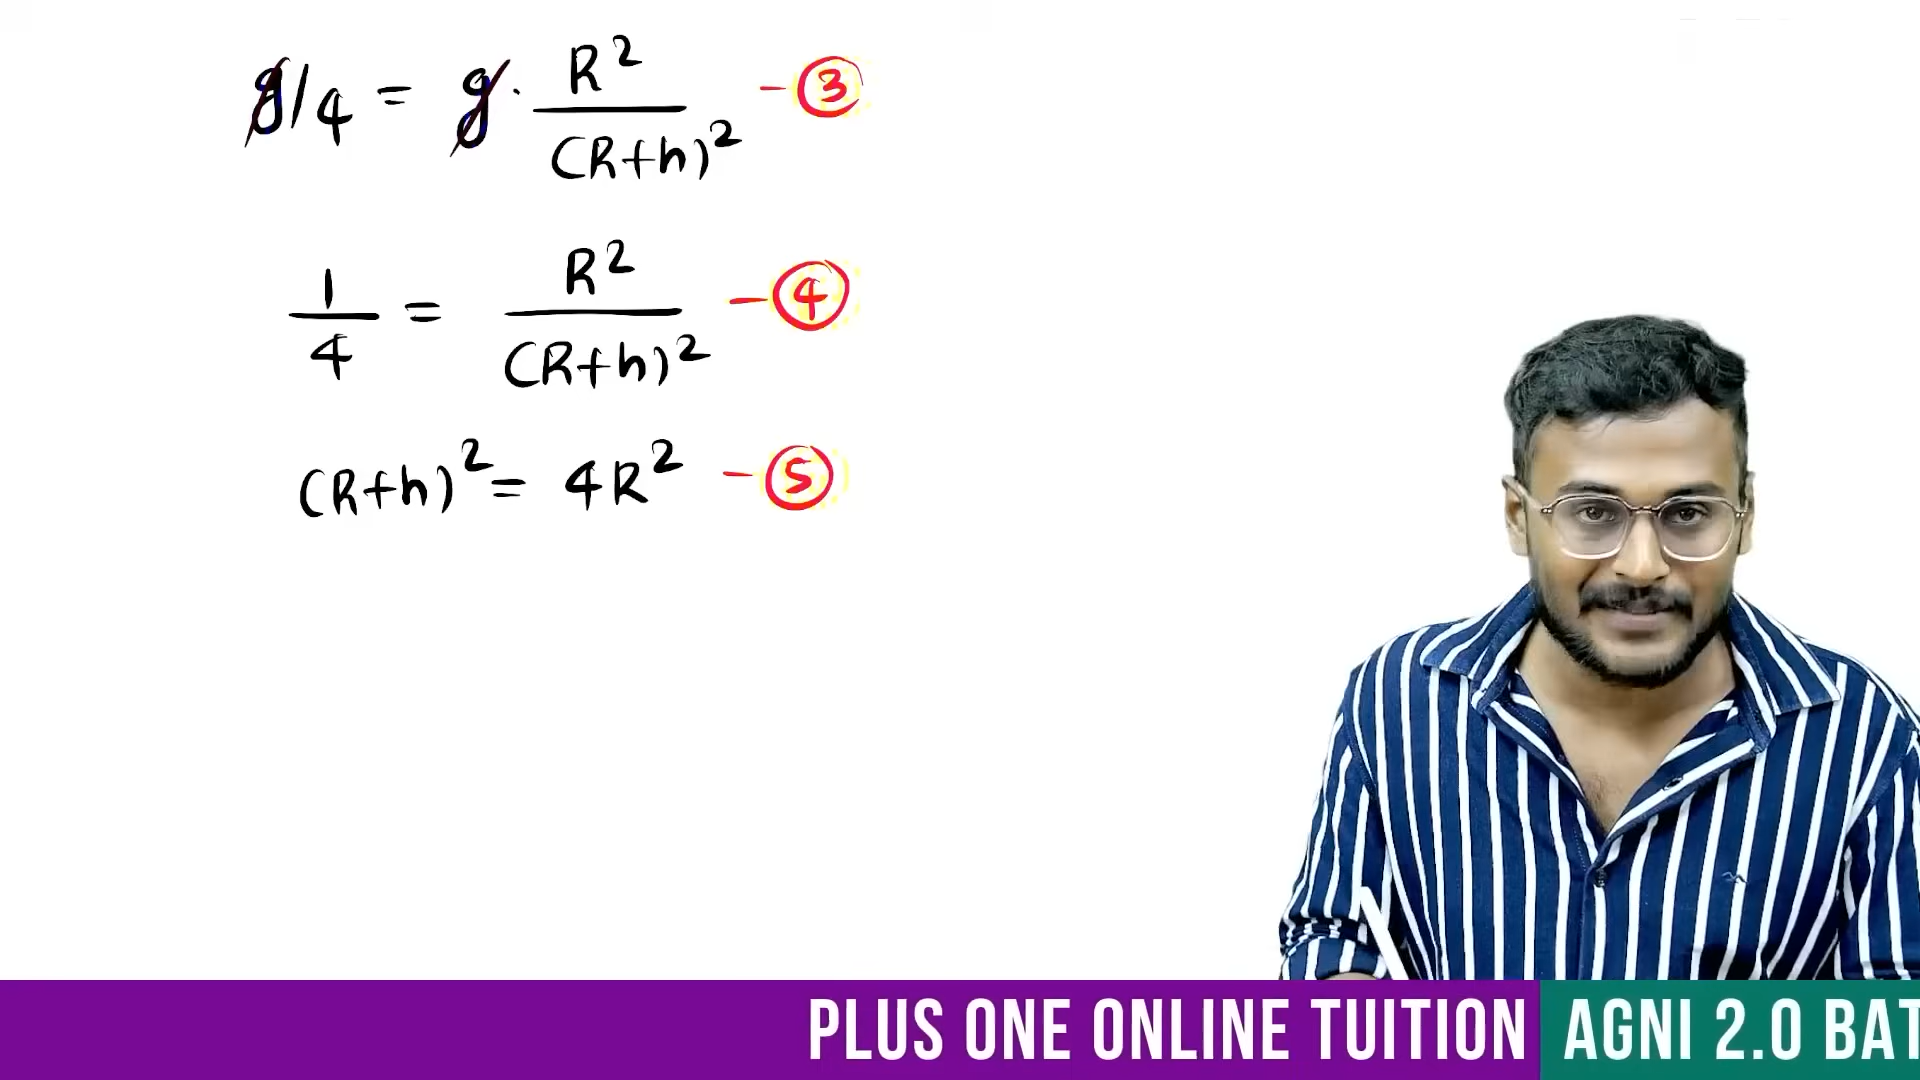 g/4 = g · R²/(R+h)² - ③
1/4 = R²/(R+h)² - ④
(R+h)² = 4R² - ⑤
PLUS ONE ONLINE TUITION AGNI 2.0 BAT